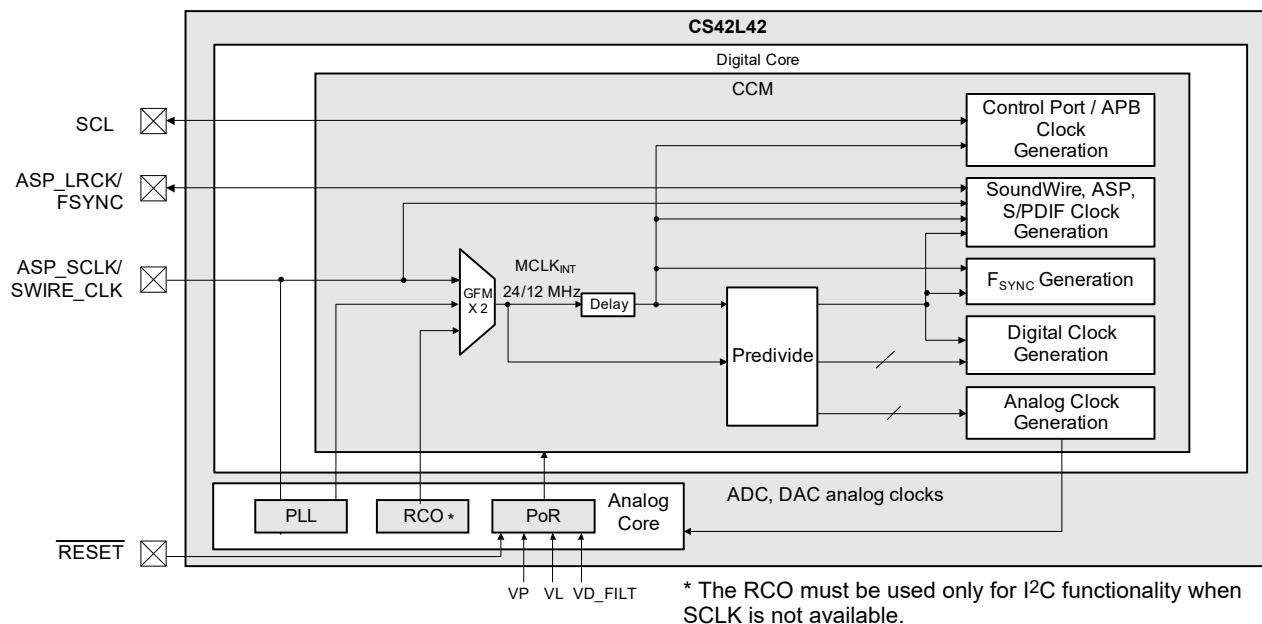 CS42L42
Digital Core
CCM
SCL
Control Port / APB
Clock
Generation
ASP_LRCK/
FSYNC
SoundWire, ASP,
S/PDIF Clock
Generation
ASP_SCLK/
SWIRE_CLK
GFM
X 2
MCLKINT
24/12 MHz
Delay
FSYNC Generation
Predivide
Digital Clock
Generation
Analog Clock
Generation
PLL
RCO *
PoR
Analog
Core
ADC, DAC analog clocks
RESET
VP
VL
VD_FILT
* The RCO must be used only for I2C functionality when
SCLK is not available.